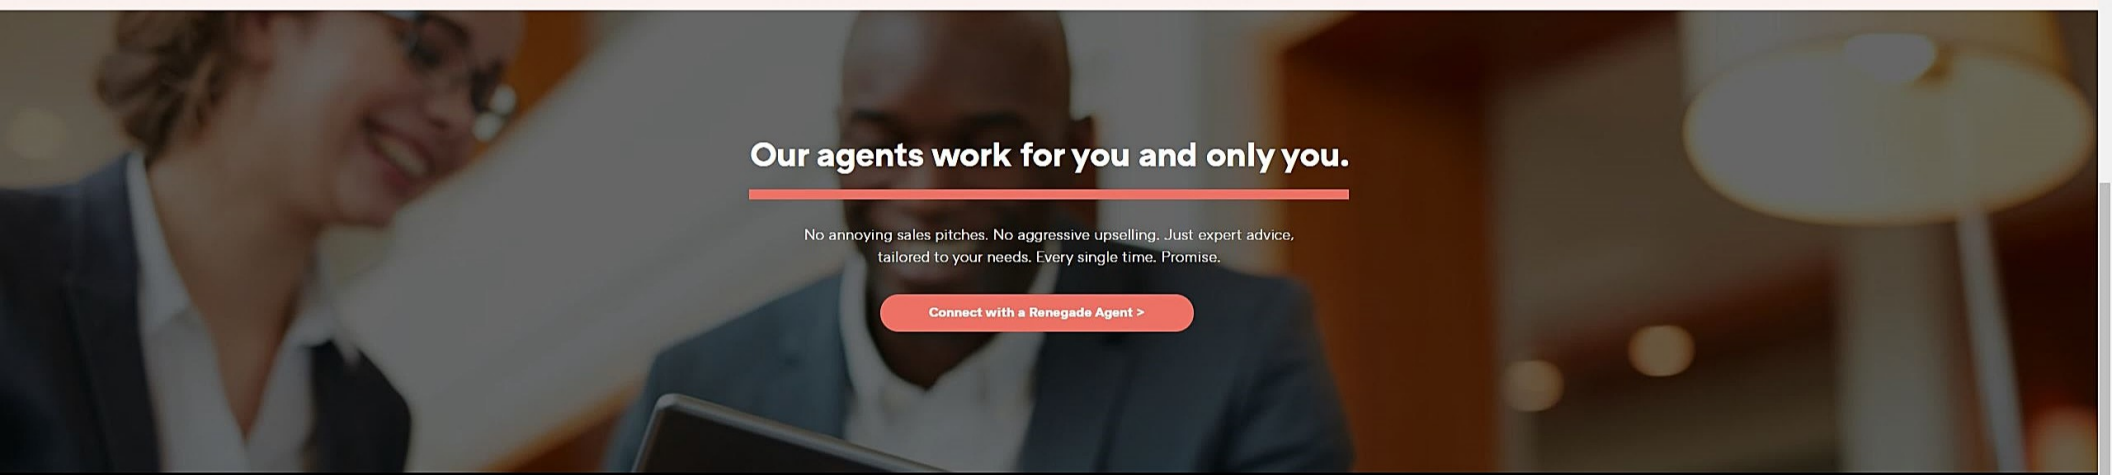 Our agents work for you and only you.
No annoying sales pitches. No aggressive upselling. Just expert advice,
tailored to your needs. Every single time. Promise.
Connect with a Renegade Agent >